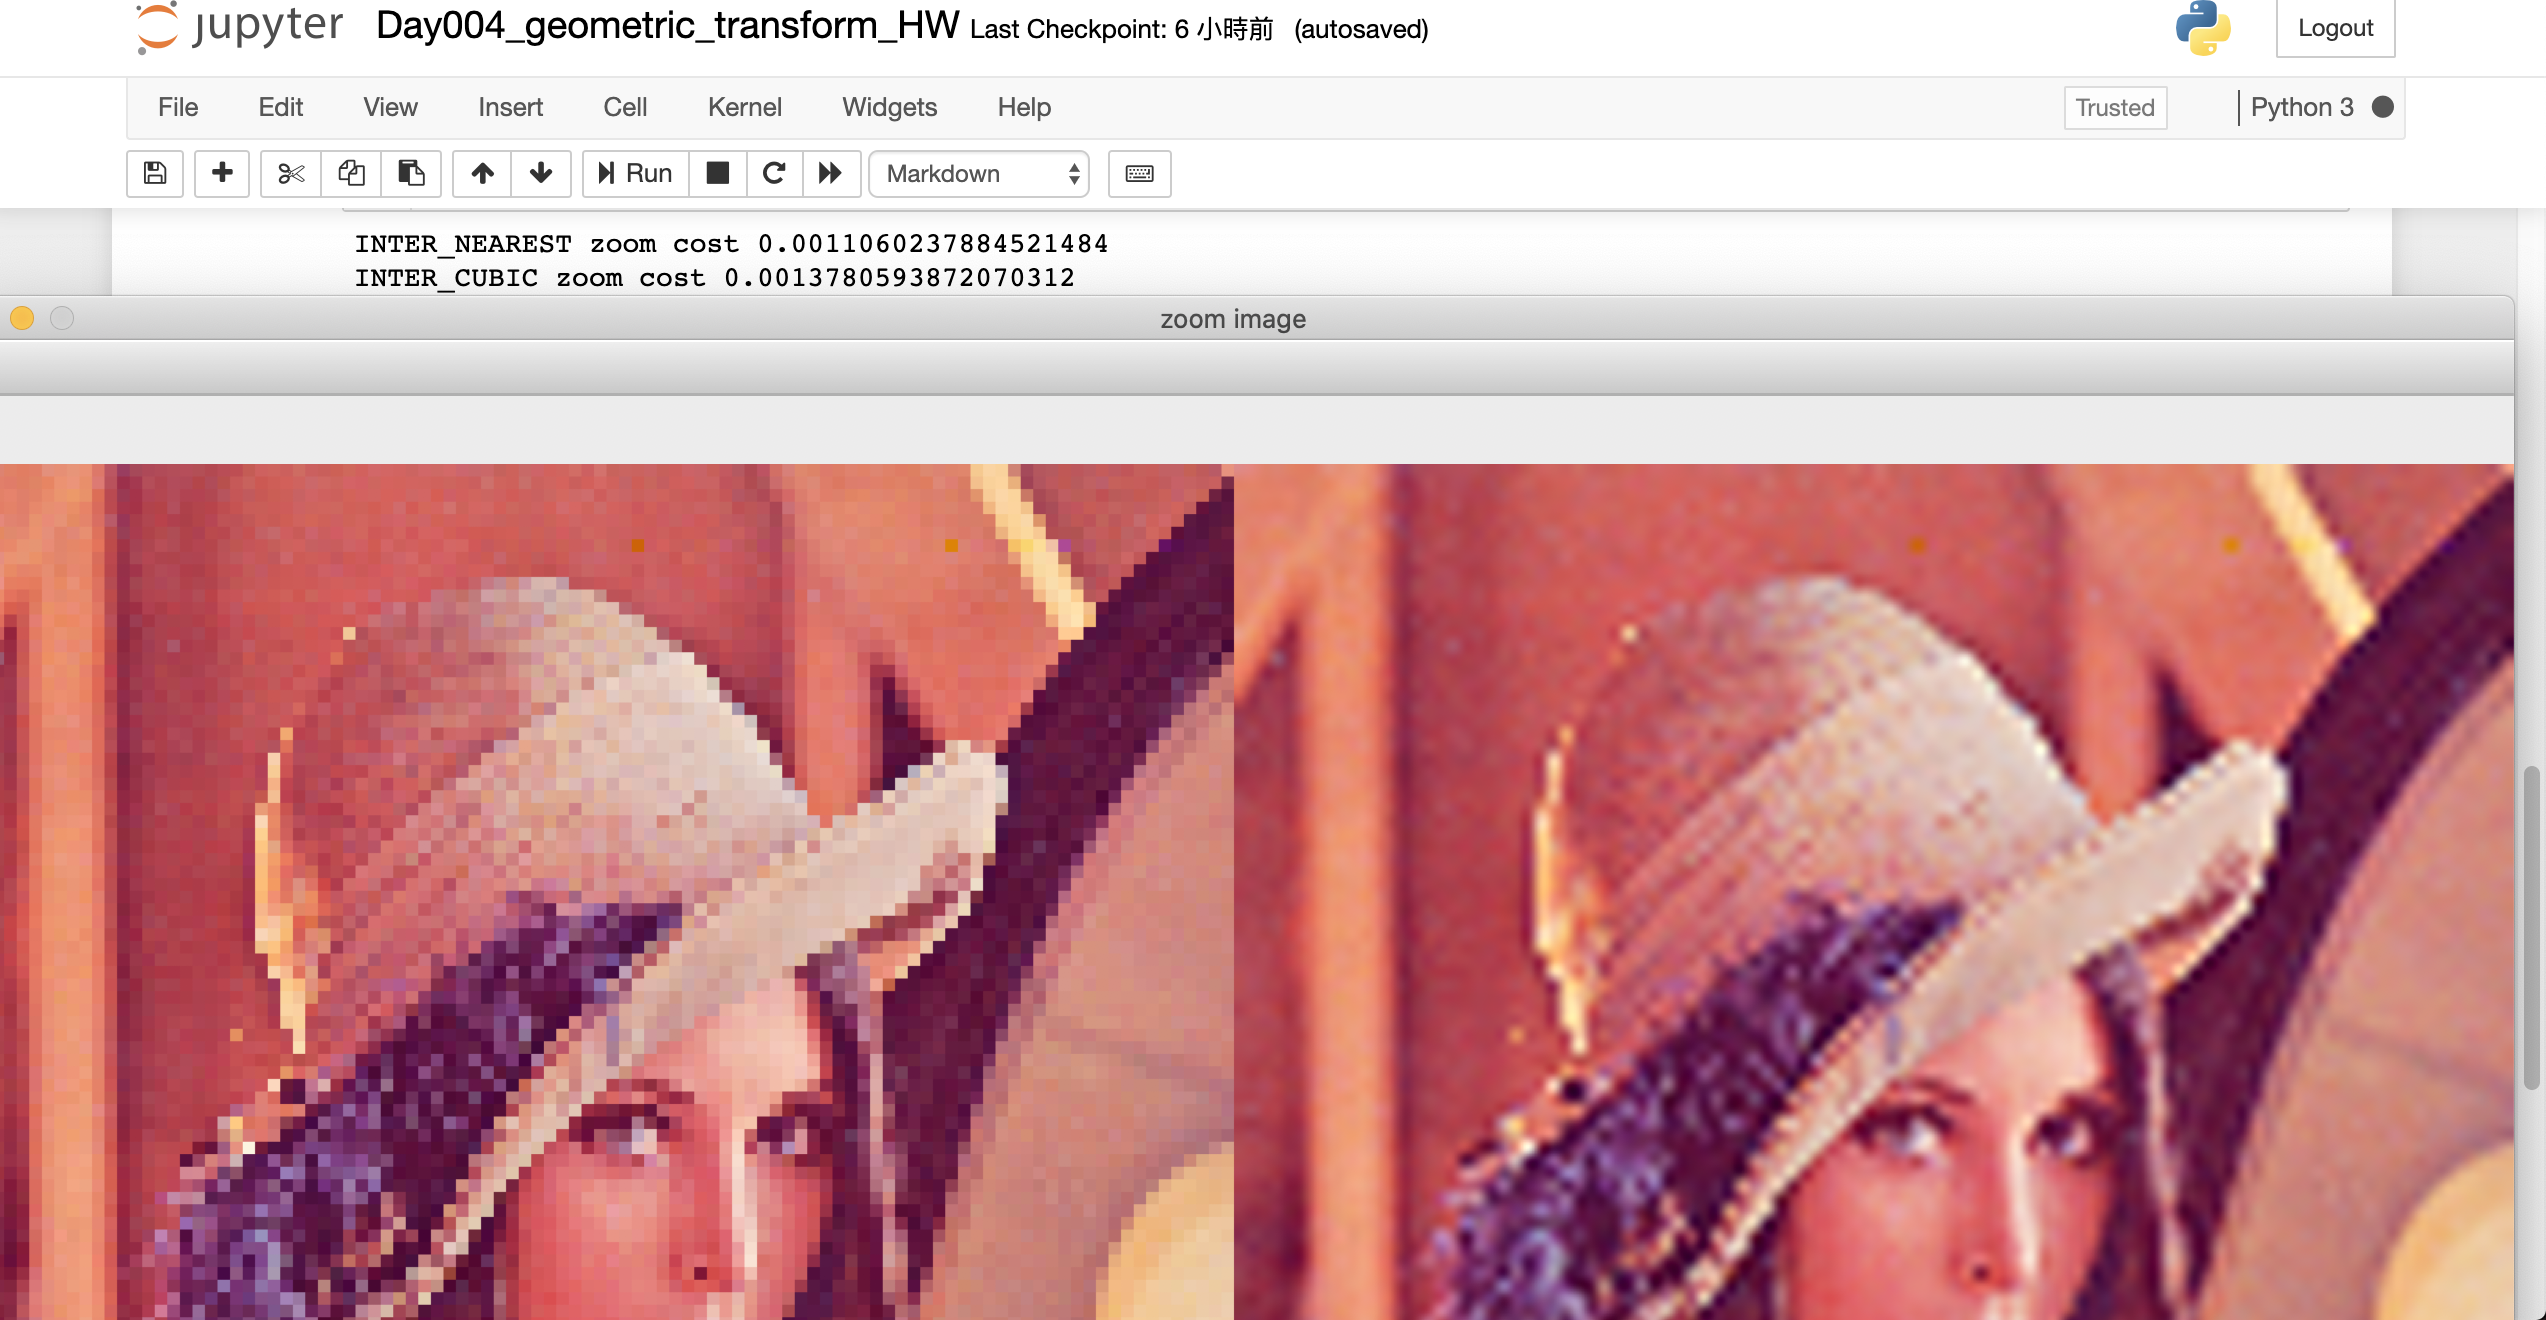 jupyter Day004_geometric_transform_HW Last Checkpoint: 6 小時前 (autosaved) Logout
File Edit View Insert Cell Kernel Widgets Help Trusted Python 3
Run Markdown
INTER_NEAREST zoom cost 0.0011060237884521484
INTER_CUBIC zoom cost 0.0013780593872070312
zoom image